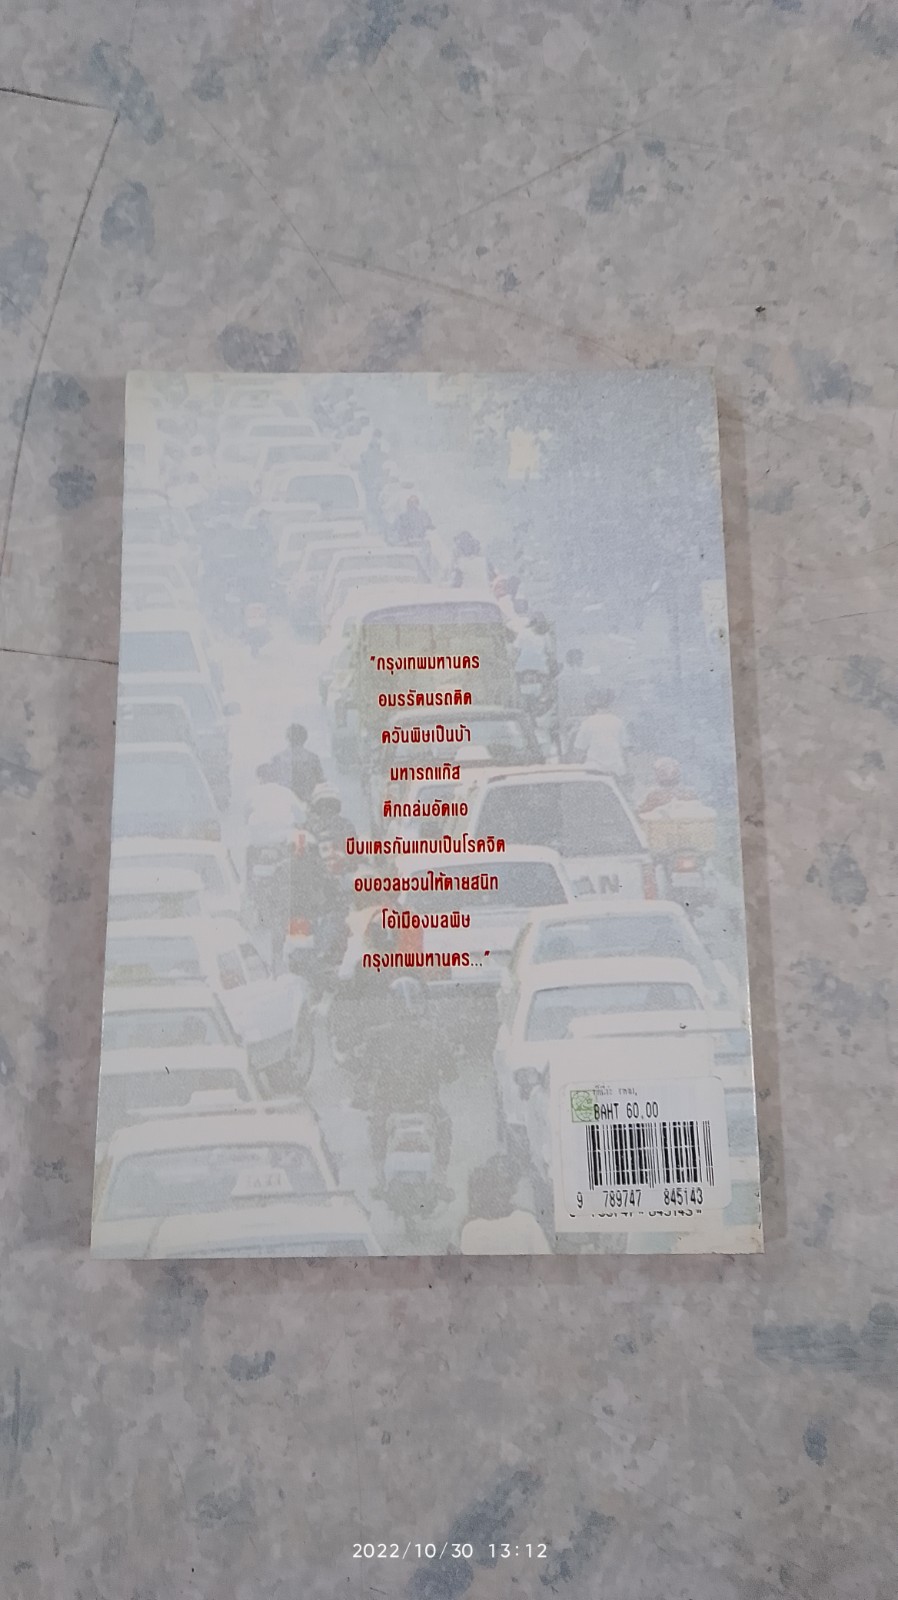 "กรุงเทพมหานคร
อมรรัตนรถติด
ควันพิษเป็นบ้า
มหารถแก๊ส
ตึกถล่มอัดแอ
บีบแตรกันแทบเป็นโรคจิต
อบอวลชวนให้ตายสนิท
โอ้เมืองมลพิษ
กรุงเทพมหานคร..."
BAHT 60.00
9 789747 845143
2022/10/30 13:12